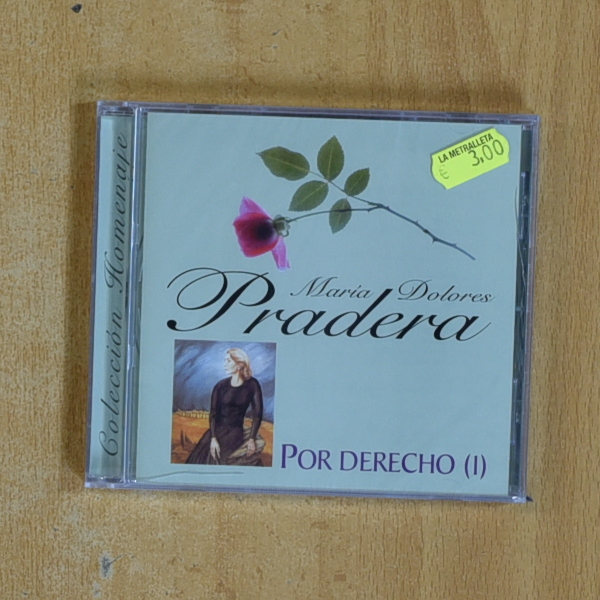 Colección Homenaje
LA METRALLETA
€ 3,00
María Dolores
Pradera
POR DERECHO (I)